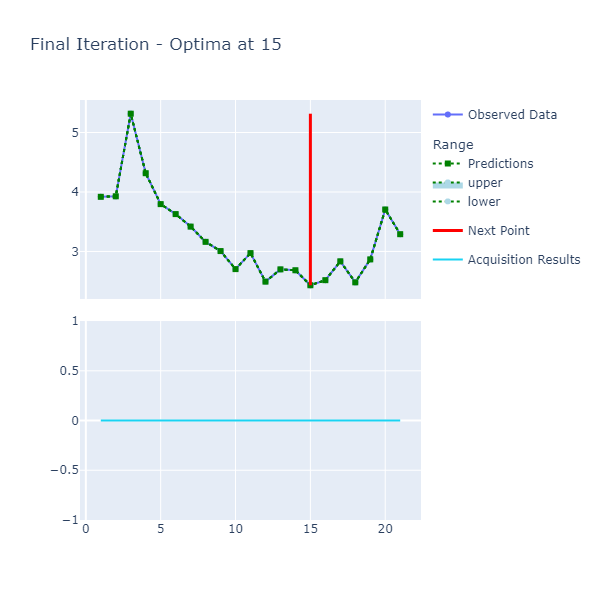 Final Iteration - Optima at 15
5
4
3
Observed Data
Range
Predictions
upper
lower
Next Point
Acquisition Results
1
0.5
0
−0.5
−1
0 5 10 15 20